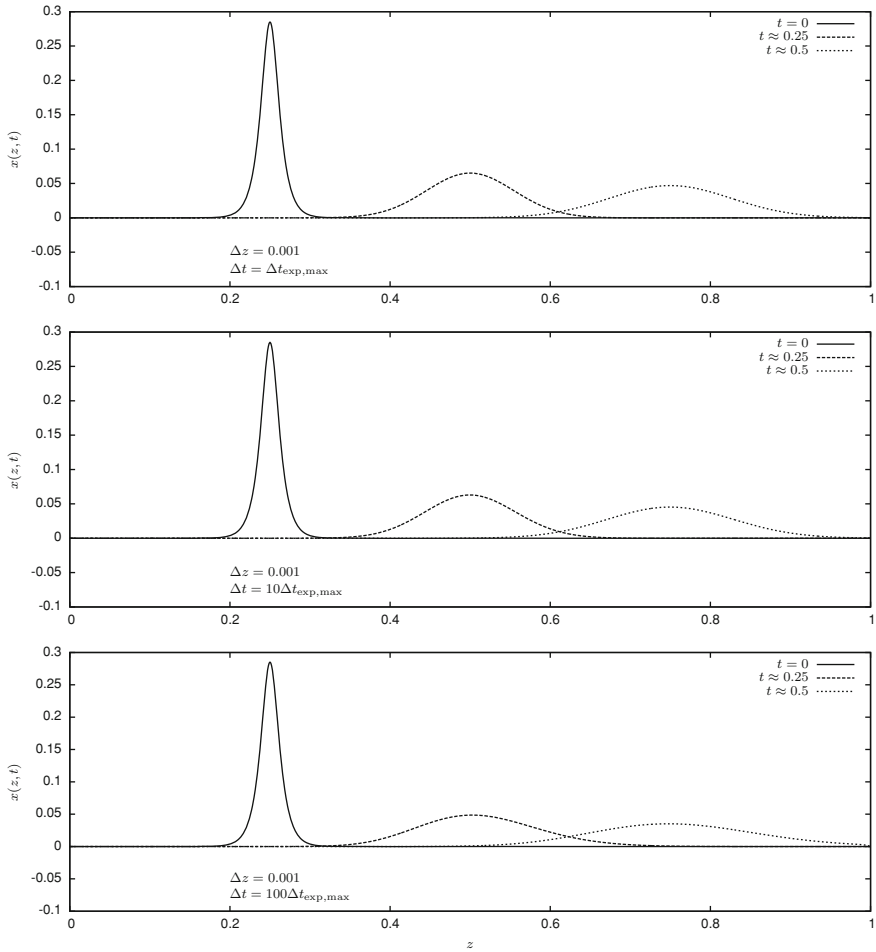 0.3
0.25
0.2
0.15
0.1
0.05
0
-0.05
-0.1
x(z, t)
t = 0
t ≈ 0.25
t ≈ 0.5
Δz = 0.001
Δt = Δt_exp,max
0 0.2 0.4 0.6 0.8 1
0.3
0.25
0.2
0.15
0.1
0.05
0
-0.05
-0.1
x(z, t)
t = 0
t ≈ 0.25
t ≈ 0.5
Δz = 0.001
Δt = 10Δt_exp,max
0 0.2 0.4 0.6 0.8 1
0.3
0.25
0.2
0.15
0.1
0.05
0
-0.05
-0.1
x(z, t)
t = 0
t ≈ 0.25
t ≈ 0.5
Δz = 0.001
Δt = 100Δt_exp,max
0 0.2 0.4 0.6 0.8 1
z